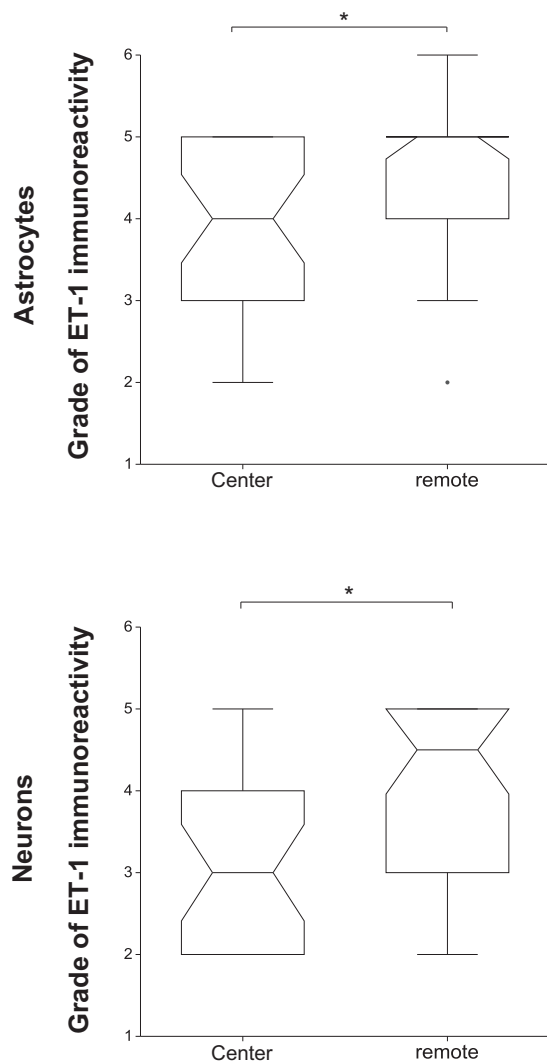 *
Astrocytes
Grade of ET-1 immunoreactivity
6
5
4
3
2
1
Center remote
*
Neurons
Grade of ET-1 immunoreactivity
6
5
4
3
2
1
Center remote